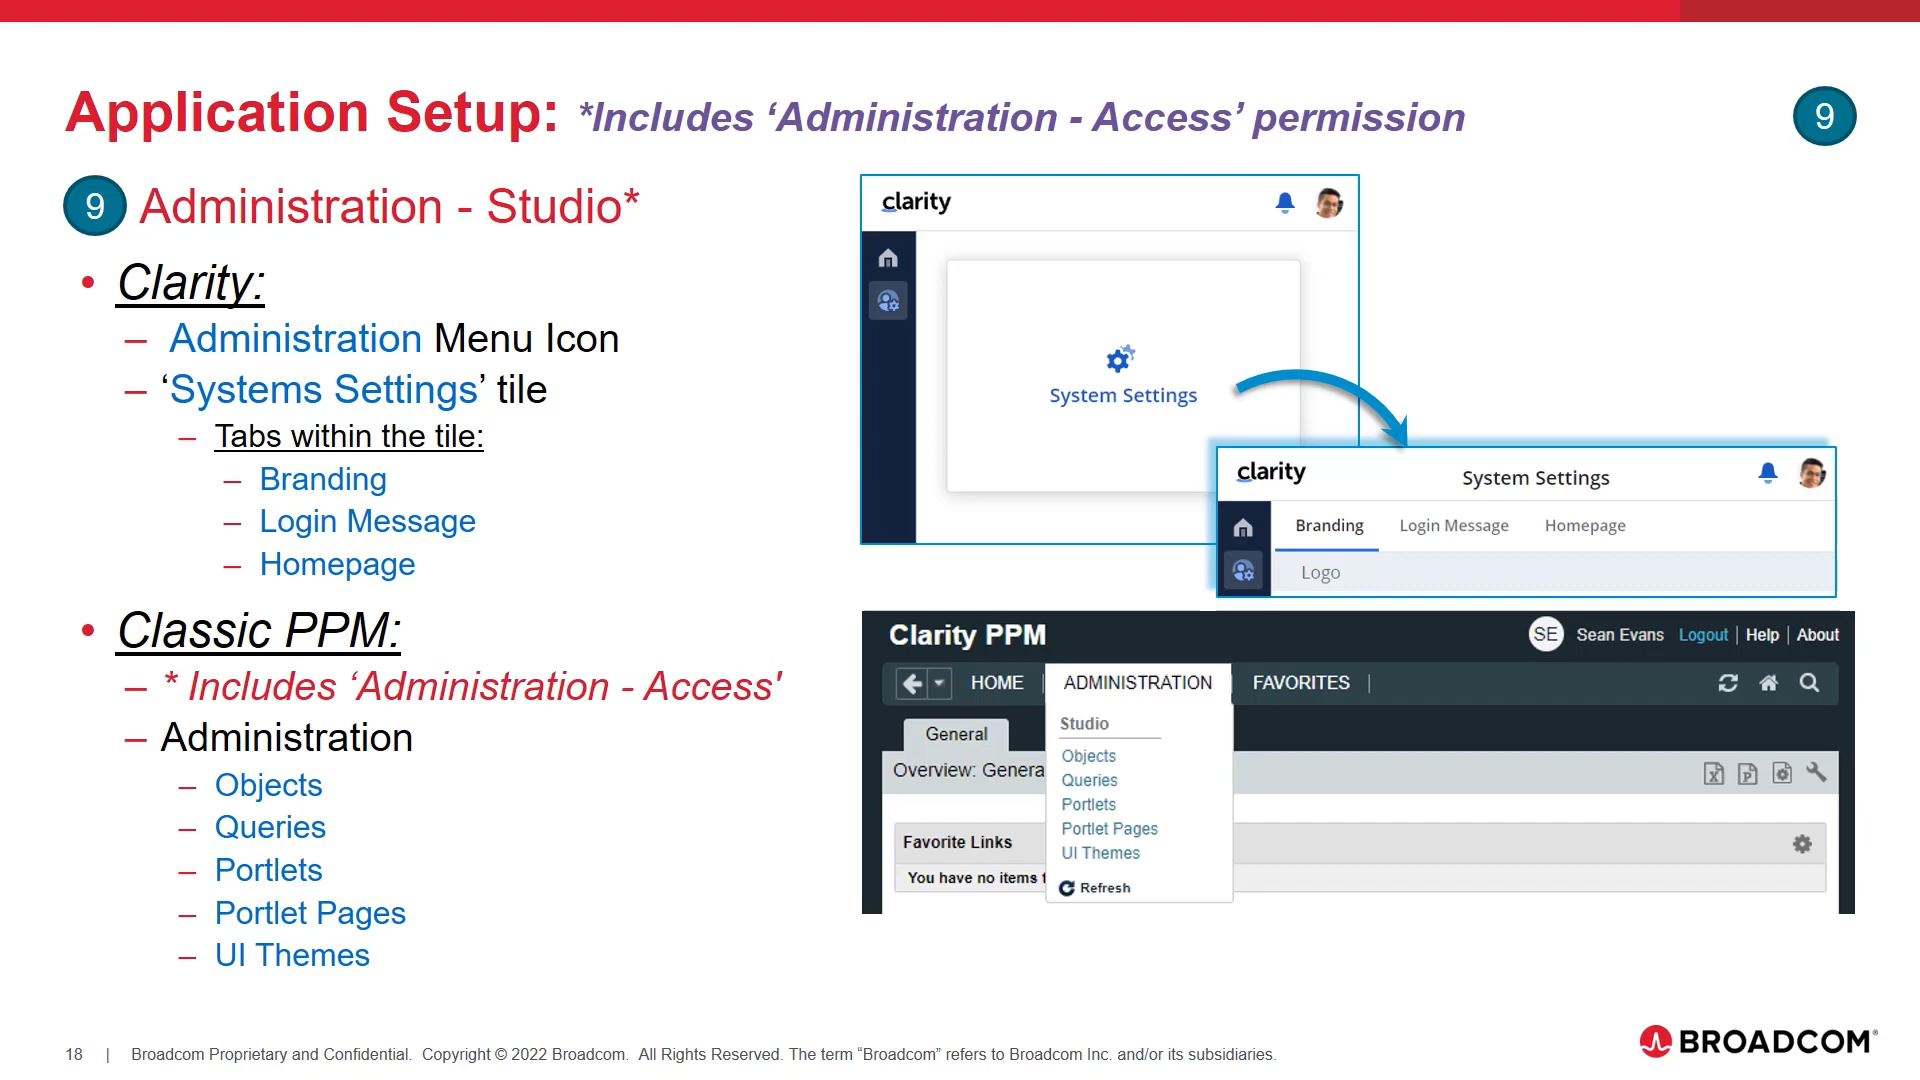 Application Setup: *Includes ‘Administration - Access’ permission
9
9 Administration - Studio*
• Clarity:
– Administration Menu Icon
– ‘Systems Settings’ tile
– Tabs within the tile:
– Branding
– Login Message
– Homepage
• Classic PPM:
– * Includes ‘Administration - Access'
– Administration
– Objects
– Queries
– Portlets
– Portlet Pages
– UI Themes
clarity
System Settings
clarity System Settings
Branding Login Message Homepage
Logo
Clarity PPM SE Sean Evans Logout | Help | About
HOME | ADMINISTRATION | FAVORITES |
General
Overview: Genera
Favorite Links
You have no items
Studio
Objects
Queries
Portlets
Portlet Pages
UI Themes
Refresh
18 | Broadcom Proprietary and Confidential. Copyright © 2022 Broadcom. All Rights Reserved. The term “Broadcom” refers to Broadcom Inc. and/or its subsidiaries.
BROADCOM®